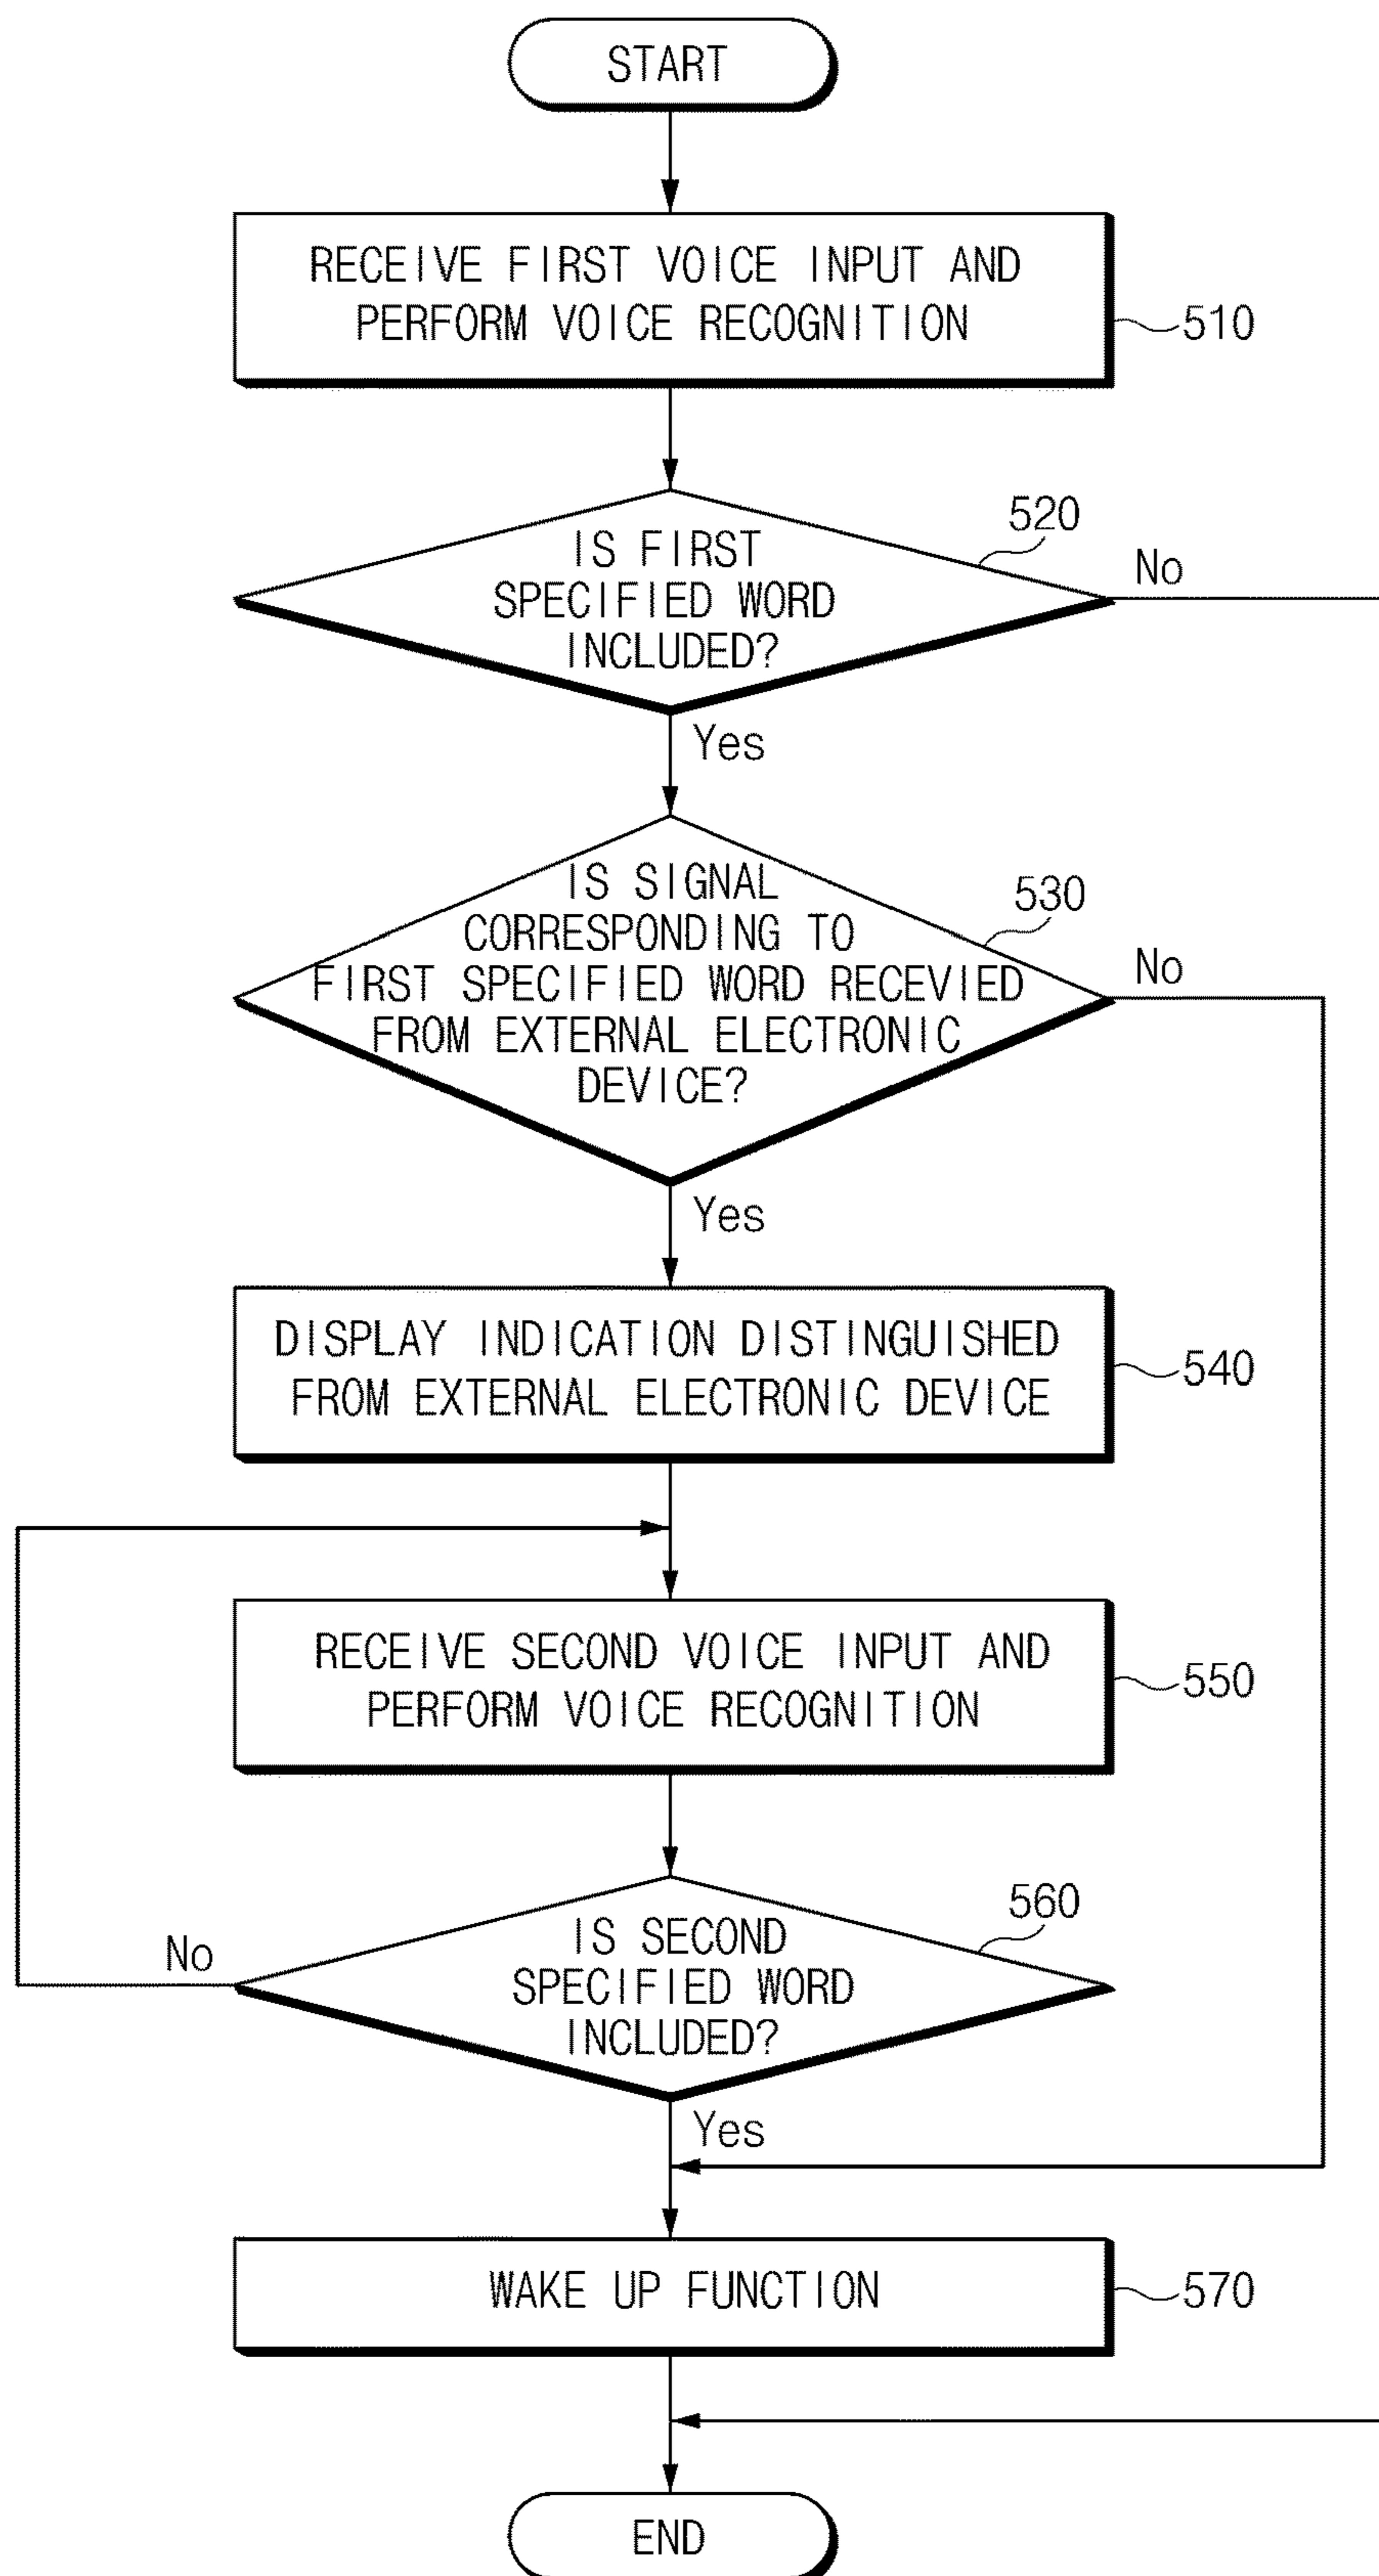 START
RECEIVE FIRST VOICE INPUT AND
PERFORM VOICE RECOGNITION
510
520
IS FIRST
SPECIFIED WORD
INCLUDED?
No
Yes
530
IS SIGNAL
CORRESPONDING TO
FIRST SPECIFIED WORD RECEVIED
FROM EXTERNAL ELECTRONIC
DEVICE?
No
Yes
DISPLAY INDICATION DISTINGUISHED
FROM EXTERNAL ELECTRONIC DEVICE
540
RECEIVE SECOND VOICE INPUT AND
PERFORM VOICE RECOGNITION
550
560
IS SECOND
SPECIFIED WORD
INCLUDED?
No
Yes
WAKE UP FUNCTION
570
END